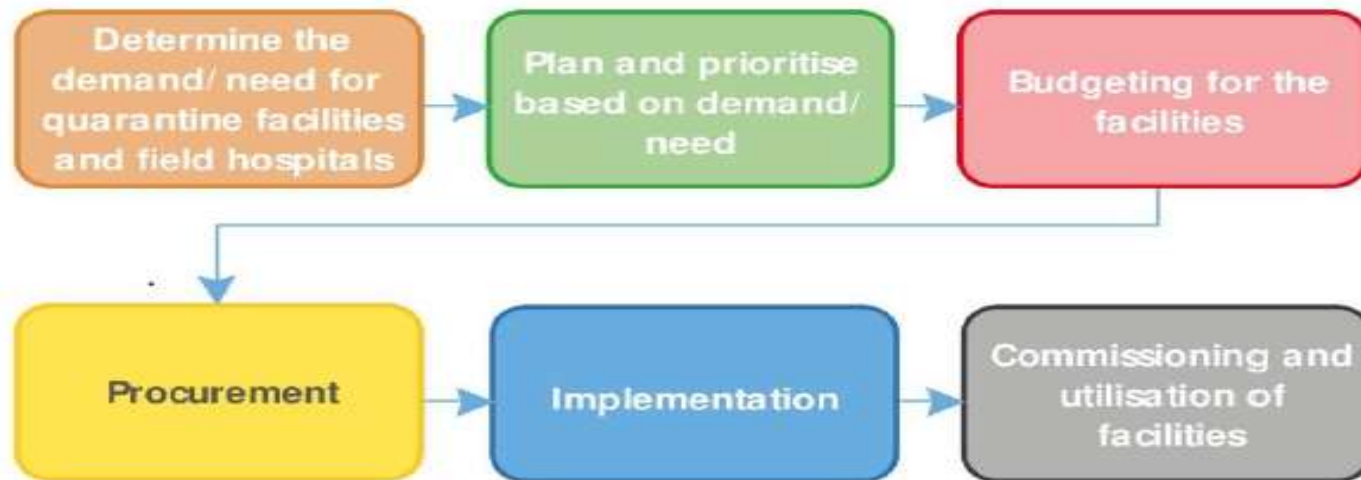 Determine the
demand/ need for
quarantine facilities
and field hospitals
Plan and prioritise
based on demand/
need
Budgeting for the
facilities
Procurement
Implementation
Commissioning and
utilisation of
facilities